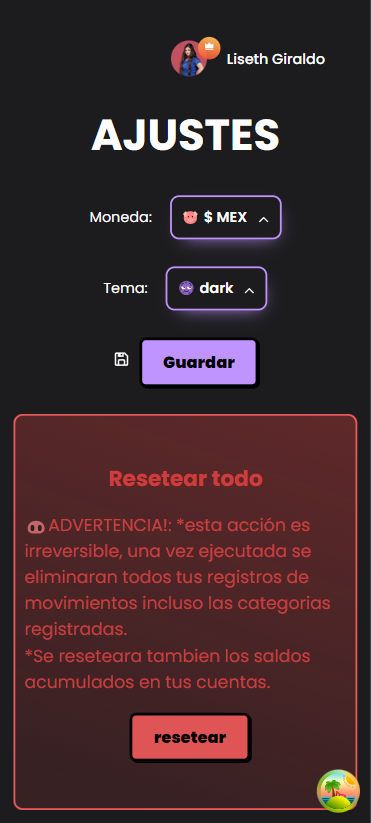 Liseth Giraldo
AJUSTES
Moneda: $ MEX
Tema: dark
Guardar
Resetear todo
ADVERTENCIA!: *esta acción es
irreversible, una vez ejecutada se
eliminaran todos tus registros de
movimientos incluso las categorias
registradas.
*Se reseteara tambien los saldos
acumulados en tus cuentas.
resetear